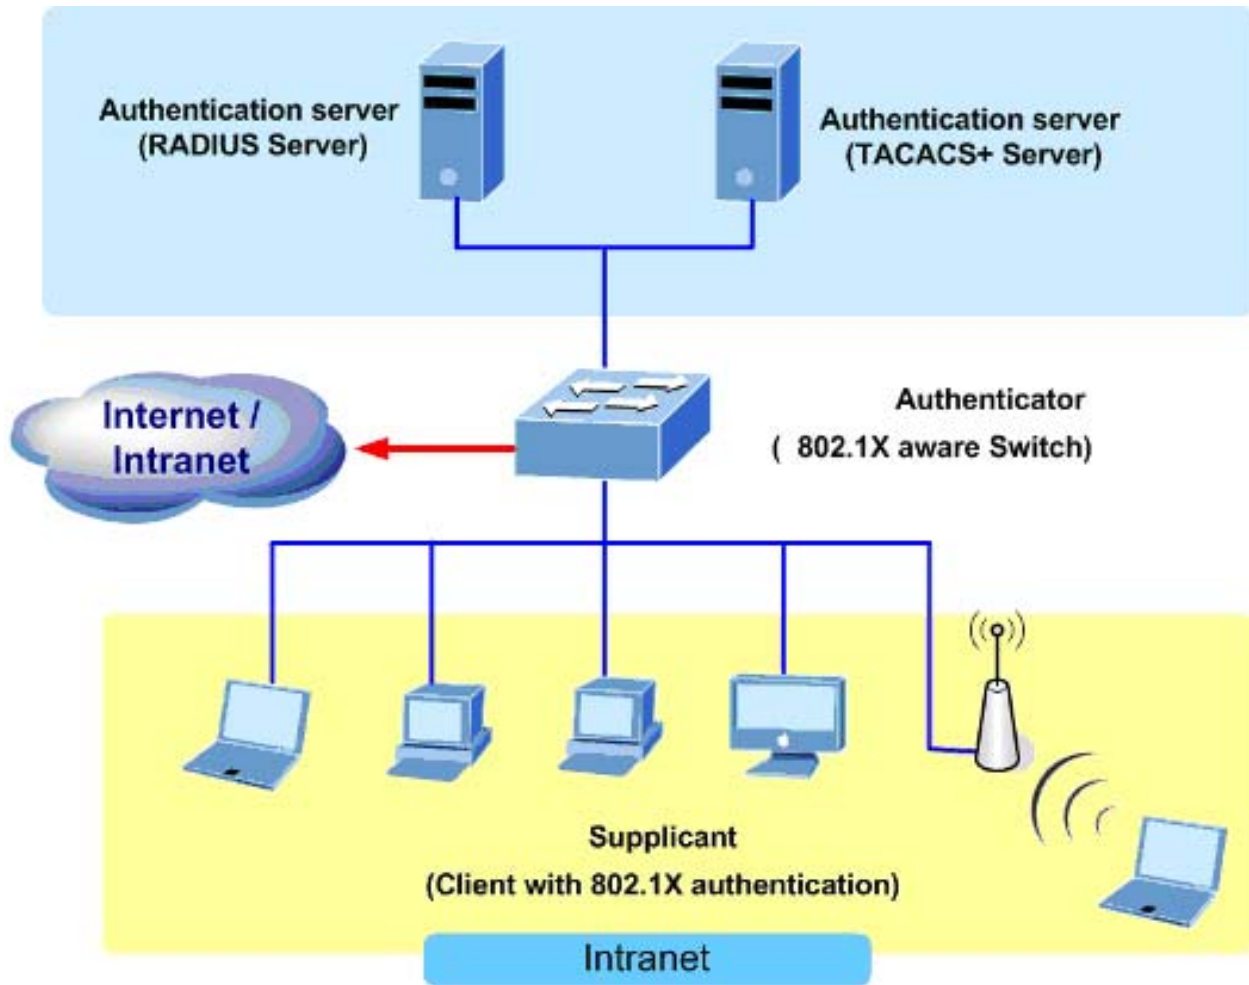 Authentication server
(RADIUS Server)
Authentication server
(TACACS+ Server)
Internet /
Intranet
Authenticator
( 802.1X aware Switch)
Supplicant
(Client with 802.1X authentication)
Intranet